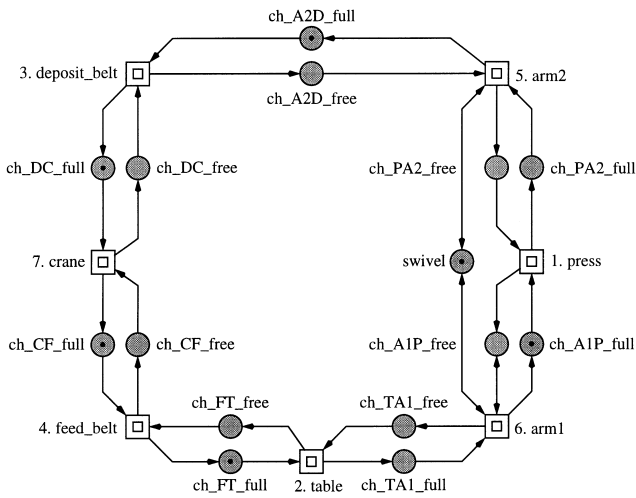 ch_A2D_full
3. deposit_belt
5. arm2
ch_A2D_free
ch_DC_full
ch_DC_free
ch_PA2_free
ch_PA2_full
7. crane
swivel
1. press
ch_CF_full
ch_CF_free
ch_A1P_free
ch_A1P_full
ch_FT_free
ch_TA1_free
4. feed_belt
6. arm1
ch_FT_full
2. table
ch_TA1_full